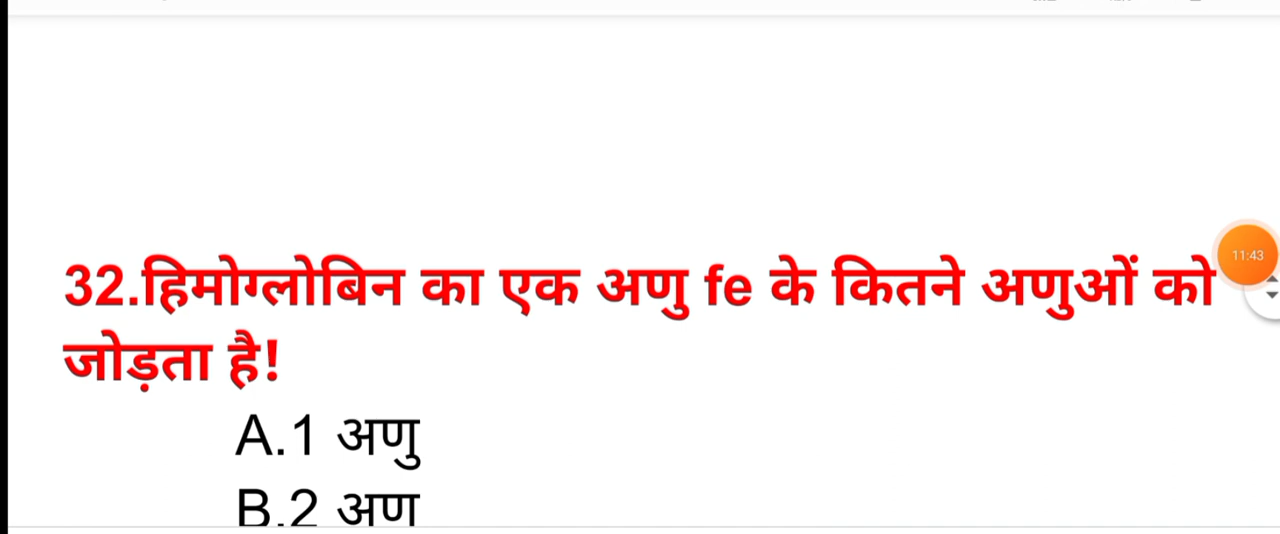 32.हिमोग्लोबिन का एक अणु fe के कितने अणुओं को
जोड़ता है!
A.1 अणु
B.2 अण
11:43